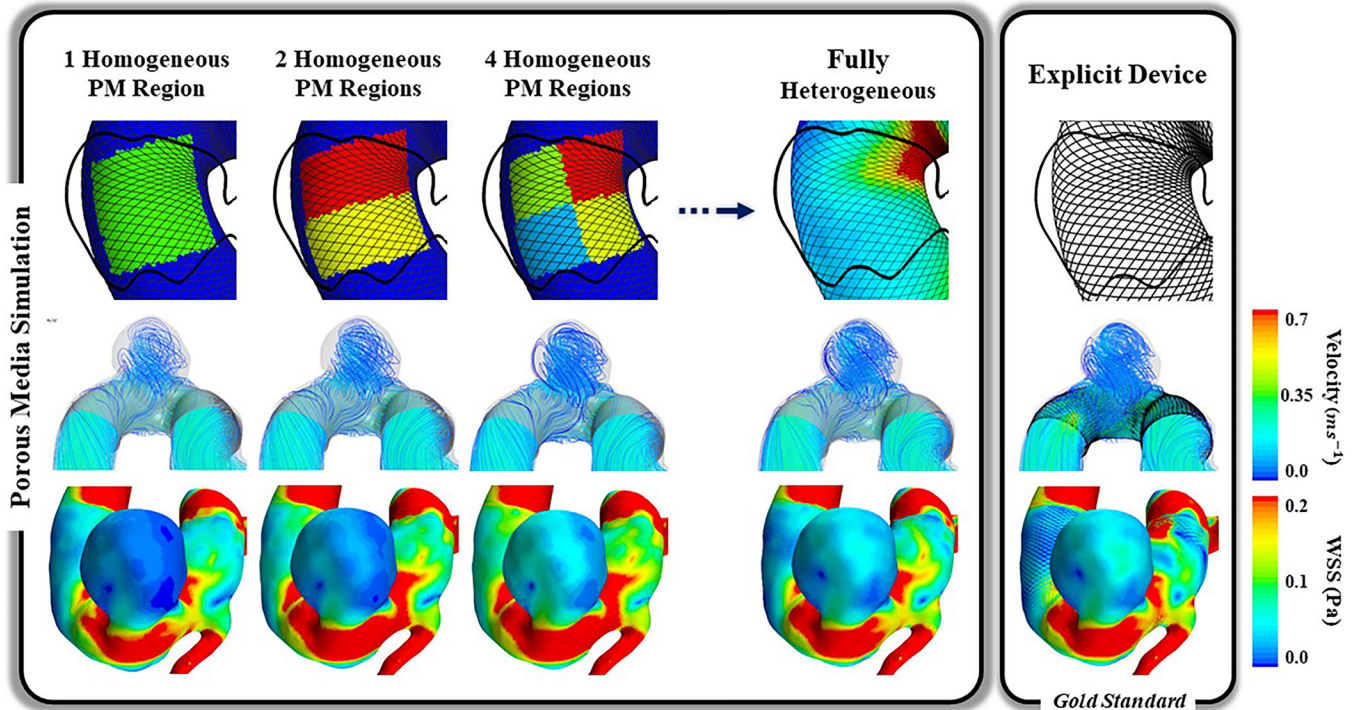 1 Homogeneous
PM Region
2 Homogeneous
PM Regions
4 Homogeneous
PM Regions
Fully
Heterogeneous
Explicit Device
Porous Media Simulation
0.7
0.35
0.0
Velocity (ms⁻¹)
0.2
0.1
0.0
WSS (Pa)
Gold Standard